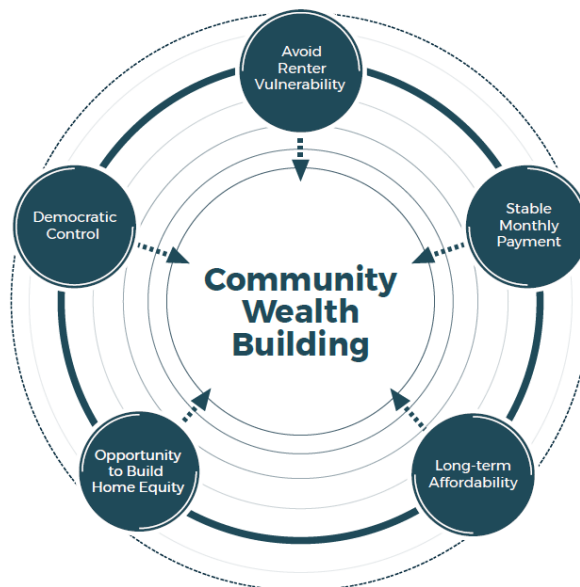 Avoid
Renter
Vulnerability
Democratic
Control
Stable
Monthly
Payment
Community
Wealth
Building
Opportunity
to Build
Home Equity
Long-term
Affordability